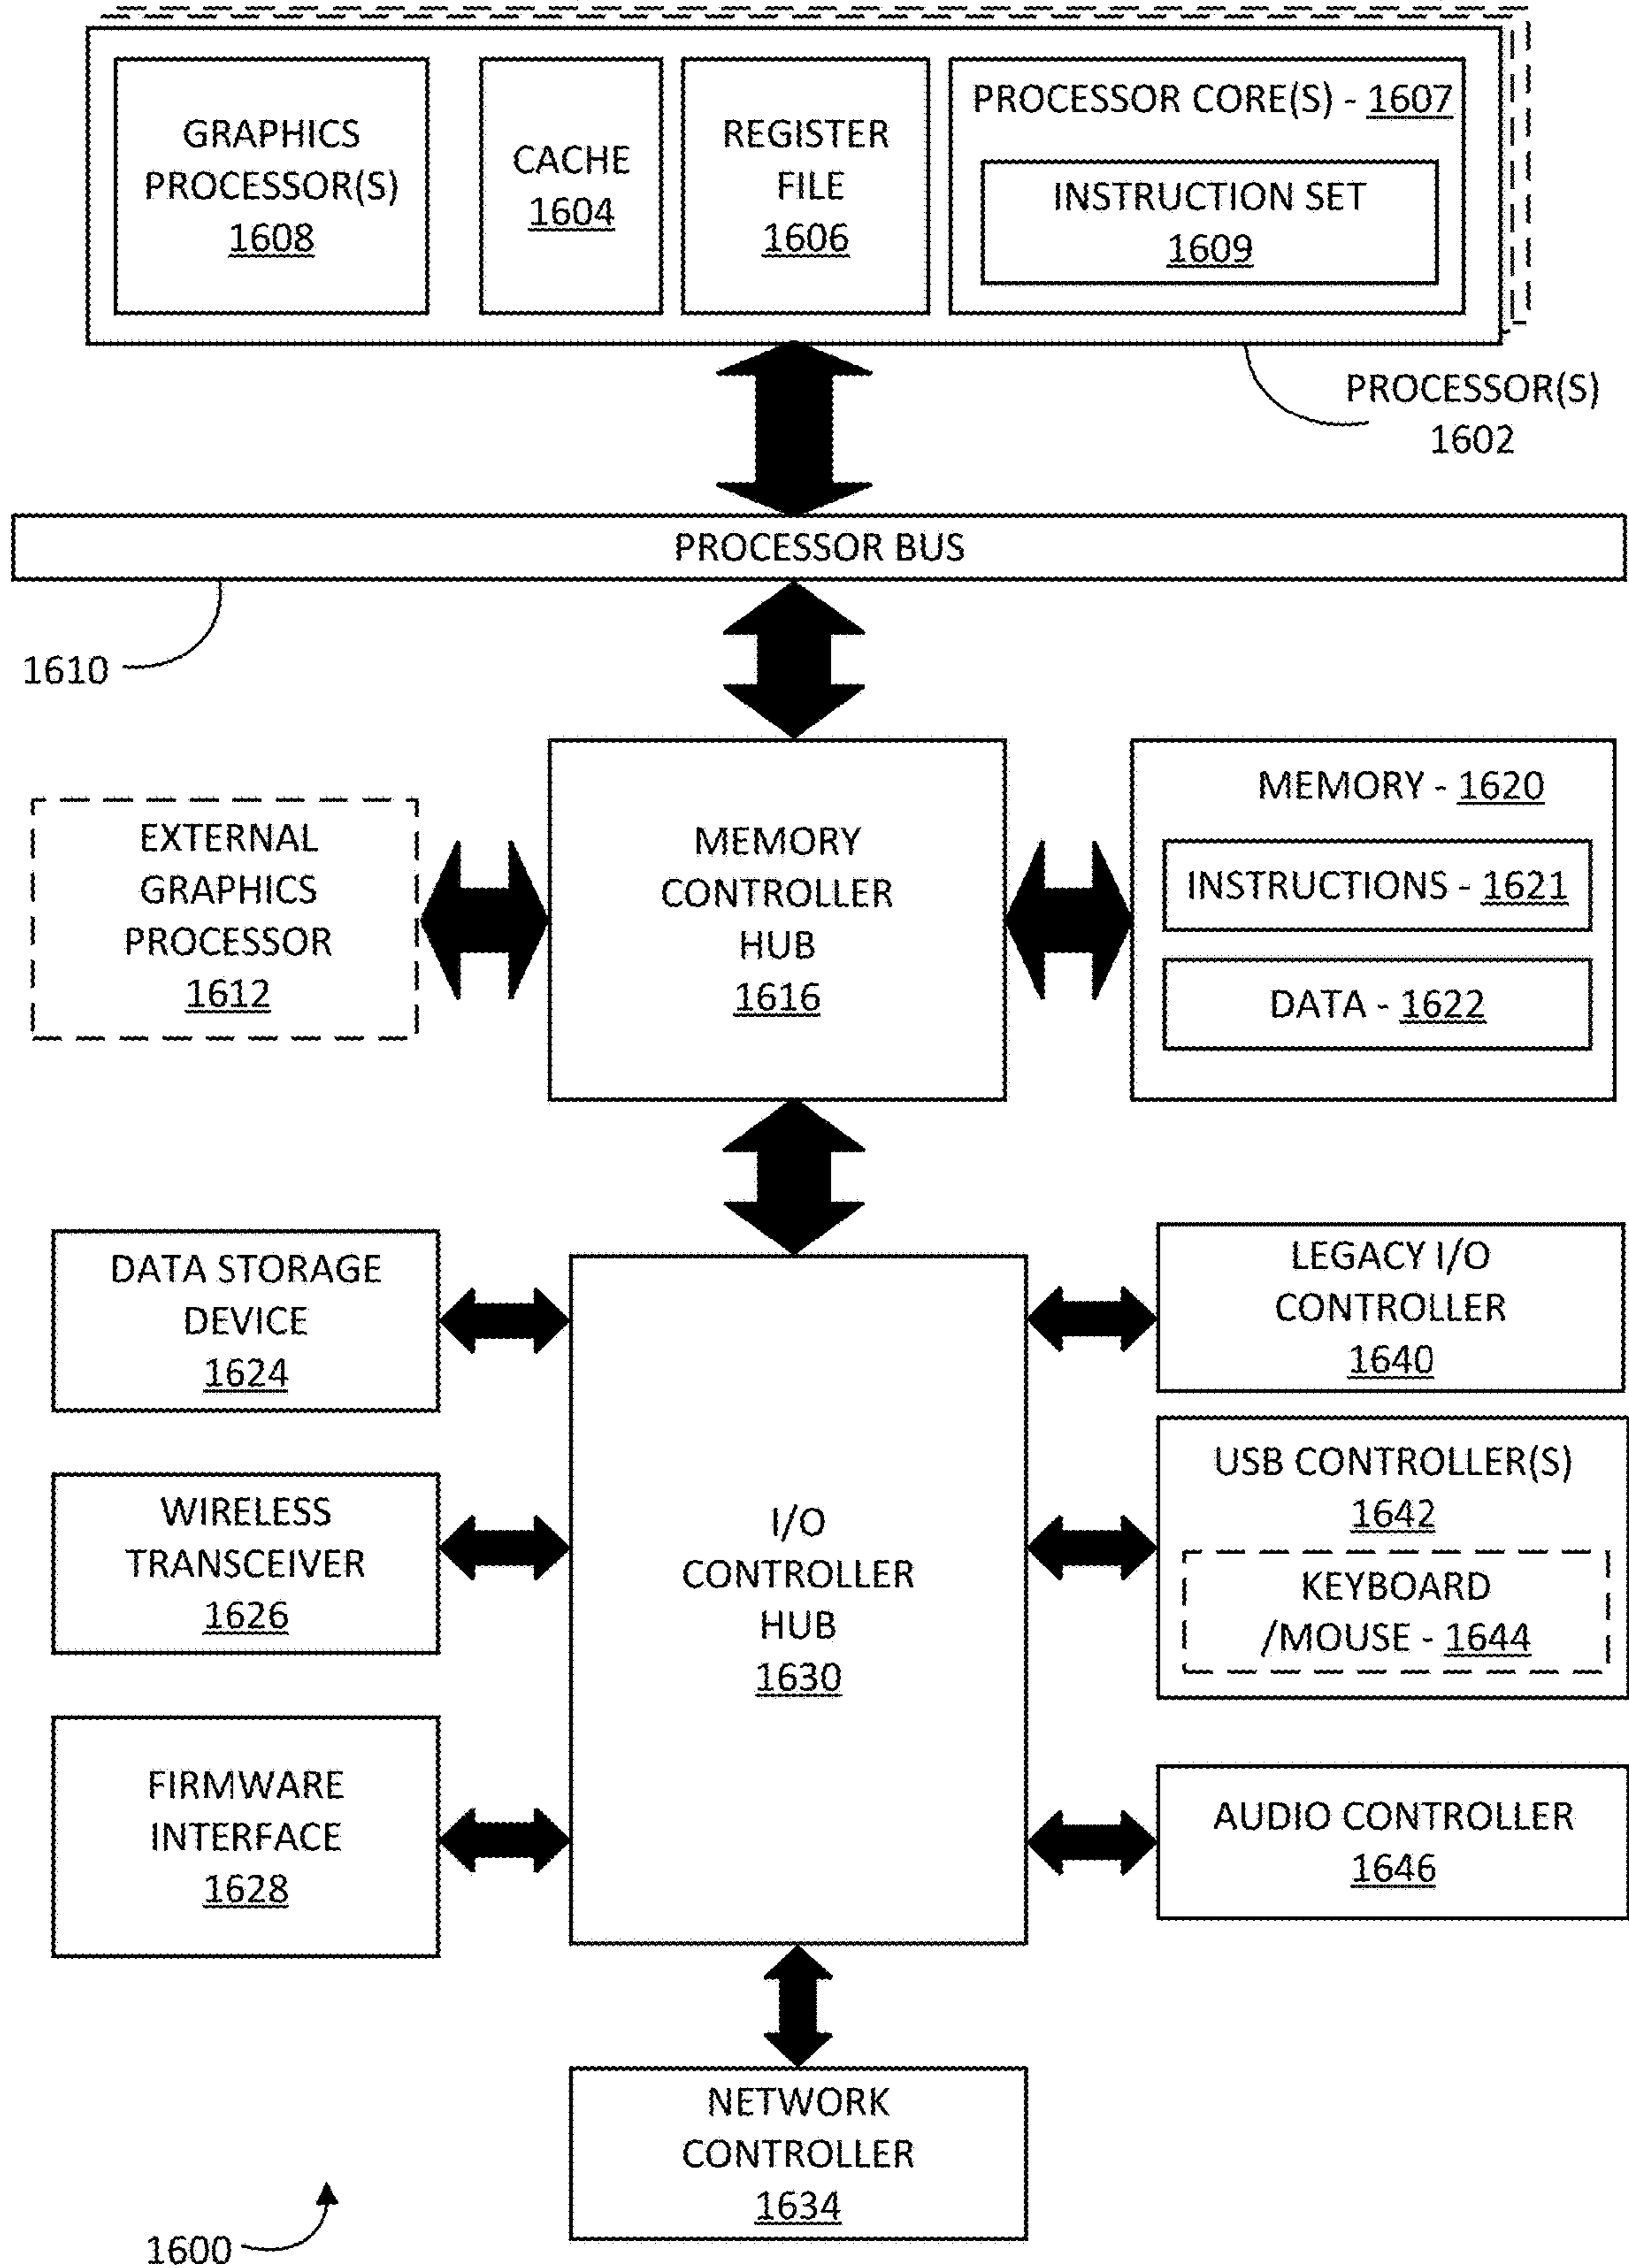 GRAPHICS
PROCESSOR(S)
1608
CACHE
1604
REGISTER
FILE
1606
PROCESSOR CORE(S) - 1607
INSTRUCTION SET
1609
PROCESSOR(S)
1602
PROCESSOR BUS
1610
EXTERNAL
GRAPHICS
PROCESSOR
1612
MEMORY
CONTROLLER
HUB
1616
MEMORY - 1620
INSTRUCTIONS - 1621
DATA - 1622
DATA STORAGE
DEVICE
1624
WIRELESS
TRANSCEIVER
1626
FIRMWARE
INTERFACE
1628
I/O
CONTROLLER
HUB
1630
LEGACY I/O
CONTROLLER
1640
USB CONTROLLER(S)
1642
KEYBOARD
/MOUSE - 1644
AUDIO CONTROLLER
1646
NETWORK
CONTROLLER
1634
1600